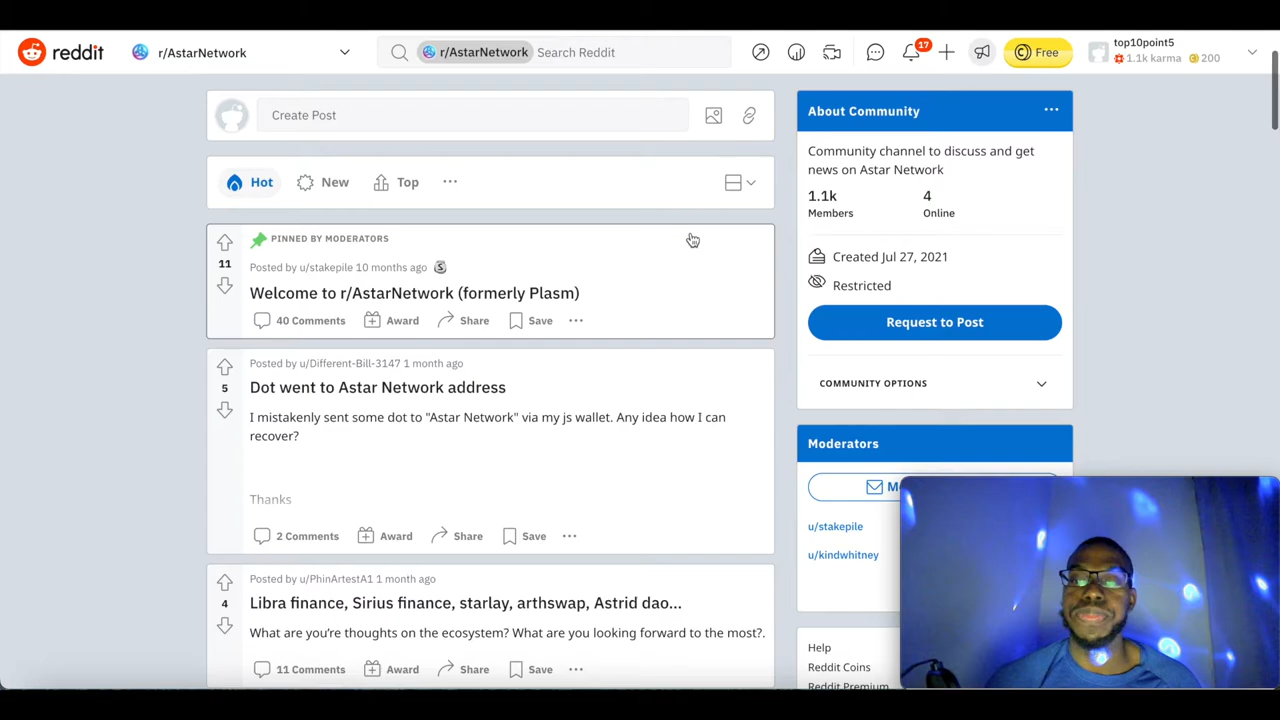 reddit r/AstarNetwork r/AstarNetwork Search Reddit 17 Free top10point5
1.1k karma 200
Create Post
Hot New Top
PINNED BY MODERATORS
11
Posted by u/stakepile 10 months ago
Welcome to r/AstarNetwork (formerly Plasm)
40 Comments Award Share Save
Posted by u/Different-Bill-3147 1 month ago
5
Dot went to Astar Network address
I mistakenly sent some dot to "Astar Network" via my js wallet. Any idea how I can
recover?
Thanks
2 Comments Award Share Save
Posted by u/PhinArtestA1 1 month ago
4
Libra finance, Sirius finance, starlay, arthswap, Astrid dao...
What are you're thoughts on the ecosystem? What are you looking forward to the most?.
11 Comments Award Share Save
About Community
Community channel to discuss and get
news on Astar Network
1.1k 4
Members Online
Created Jul 27, 2021
Restricted
Request to Post
COMMUNITY OPTIONS
Moderators
u/stakepile
u/kindwhitney
Help
Reddit Coins
Reddit Premium